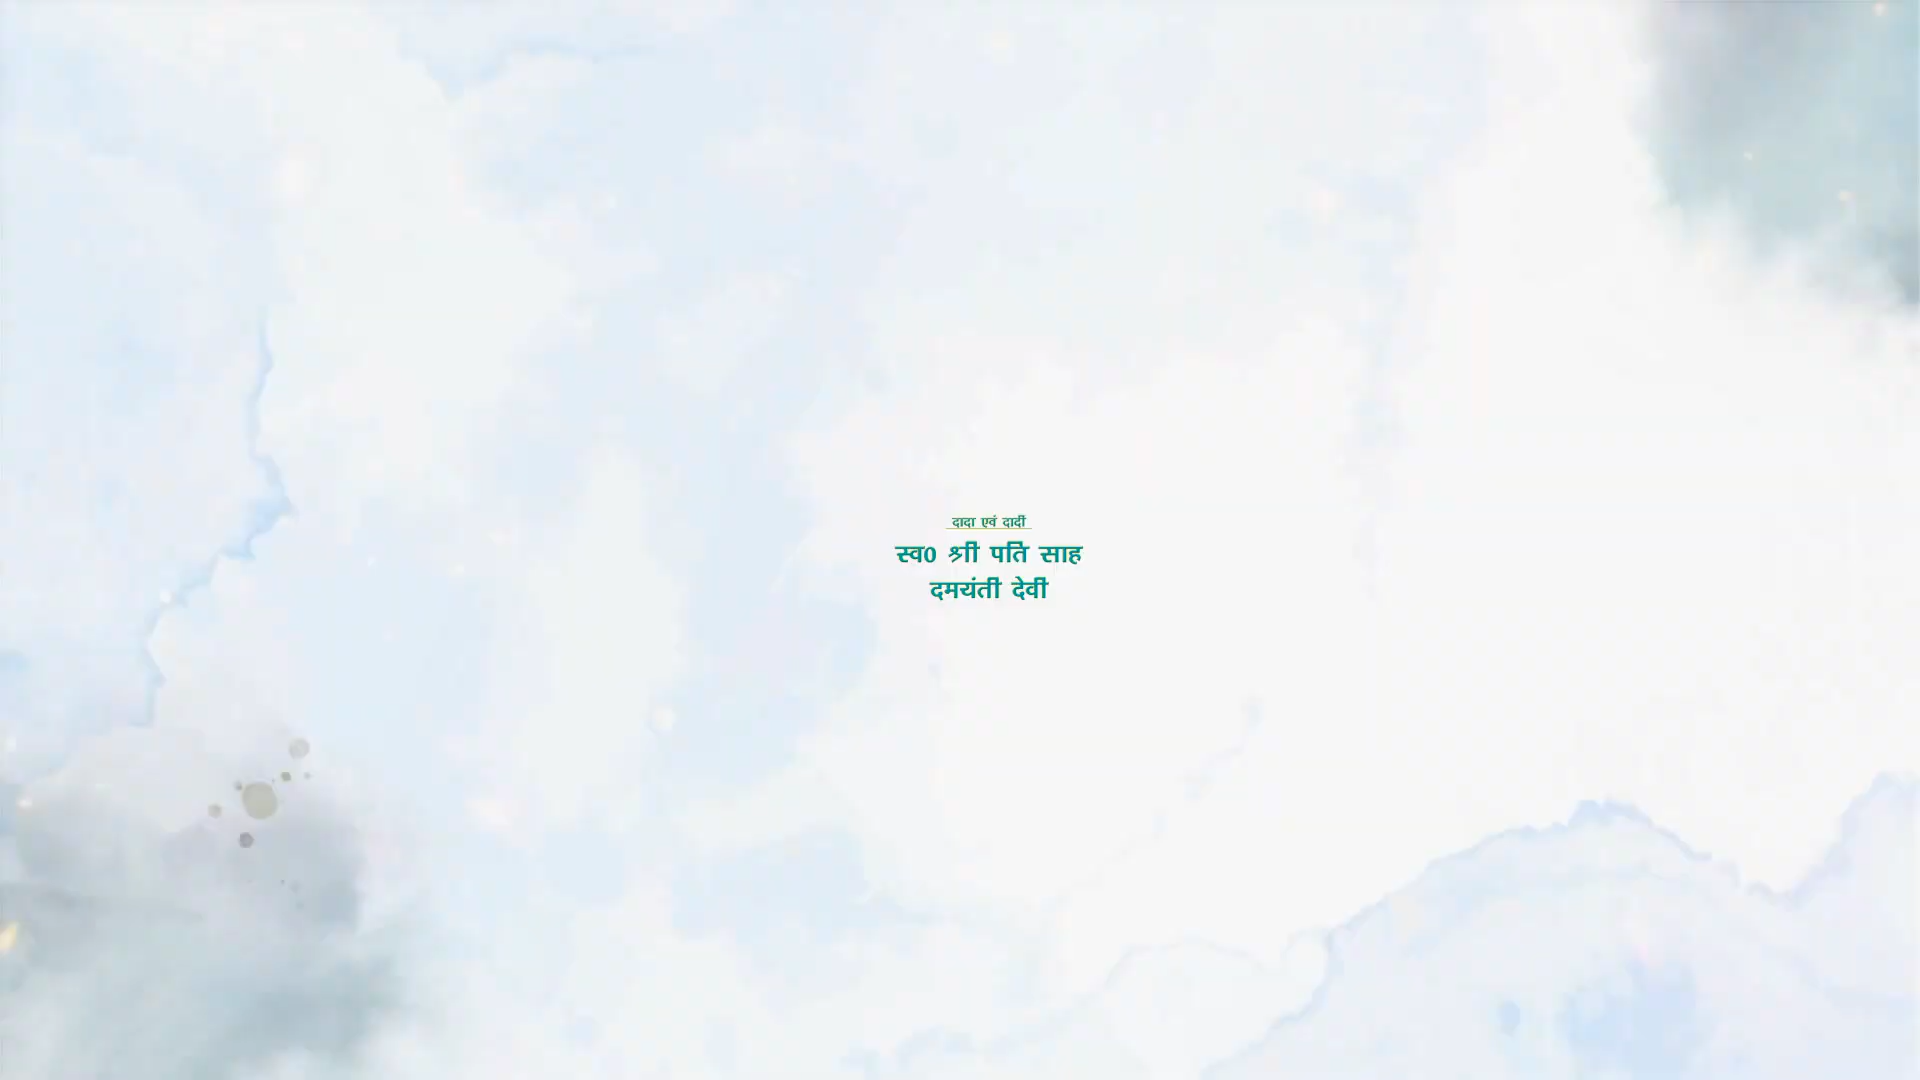 दादा एवं दादी
स्व0 श्री पति साह
दमयंती देवी